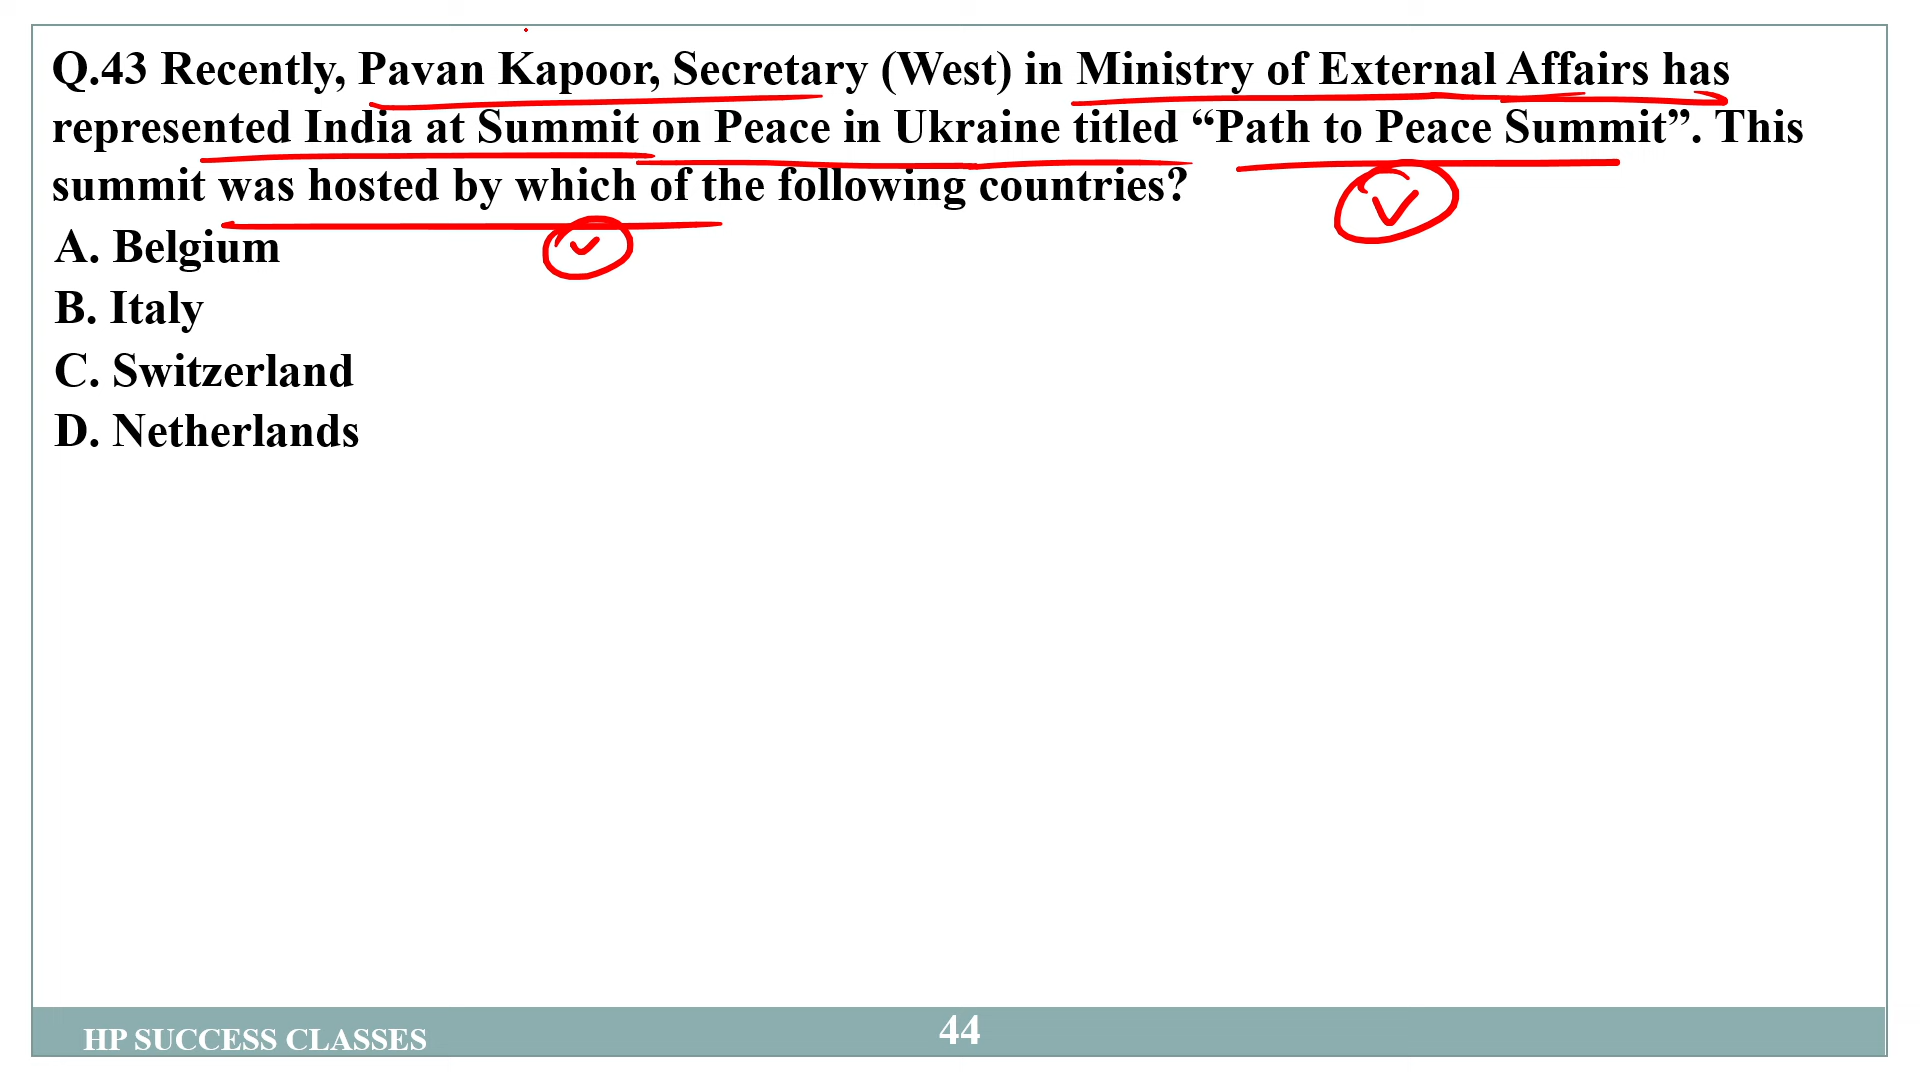 Q.43 Recently, Pavan Kapoor, Secretary (West) in Ministry of External Affairs has
represented India at Summit on Peace in Ukraine titled “Path to Peace Summit”. This
summit was hosted by which of the following countries?
A. Belgium
B. Italy
C. Switzerland
D. Netherlands
HP SUCCESS CLASSES
44